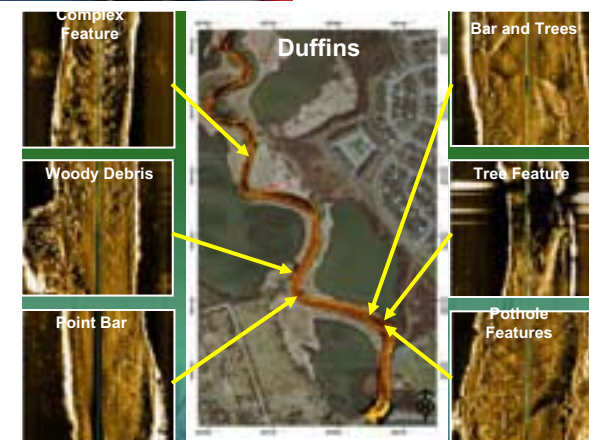 Complex
Feature
Duffins
Bar and Trees
Woody Debris
Tree Feature
Point Bar
Pothole
Features